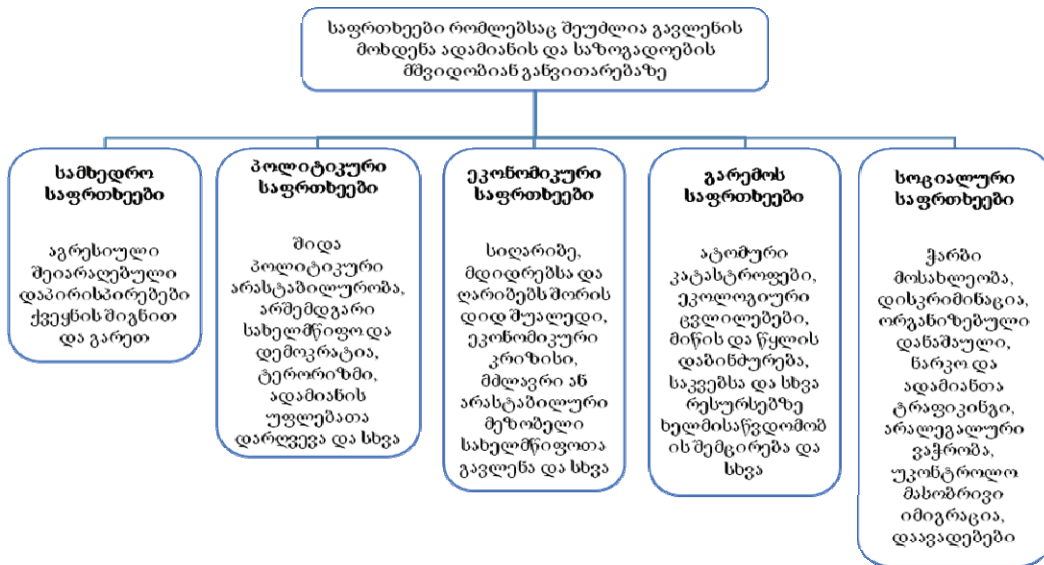 საფრთხეები რომლებსაც შეუძლია გავლენის
მოხდენა ადამიანის და საზოგადოების
მშვიდობიან განვითარებაზე
სამხედრო
საფრთხეები
აგრესიული
შეიარაღებული
დაპირისპირებები
ქვეყნის შიგნით
და გარეთ
პოლიტიკური
საფრთხეები
შიდა
პოლიტიკური
არასტაბილურობა,
არშემდგარი
სახელმწიფო და
დემოკრატია,
ტერორიზმი,
ადამიანის
უფლებათა
დარღვევა და სხვა
ეკონომიკური
საფრთხეები
სიღარიბე,
მდიდრებსა და
ღარიბებს შორის
დიდ შუალედი,
ეკონომიკური
კრიზისი,
მძლავრი ან
არასტაბილური
მეზობელი
სახელმწიფოთა
გავლენა და სხვა
გარემოს
საფრთხეები
ატომური
კატასტროფები,
ეკოლოგიური
ცვლილებები,
მიწის და წყლის
დაბინძურება,
საკვებსა და სხვა
რესურსებზე
ხელმისაწვდომობ
ის შემცირება და
სხვა
სოციალური
საფრთხეები
ჭარბი
მოსახლეობა,
დისკრიმინაცია,
ორგანიზებული
დანაშაული,
ნარკო და
ადამიანთა
ტრაფიკინგი,
არალეგალური
ვაჭრობა,
უკონტროლო
მასობრივი
იმიგრაცია,
დაავადებები